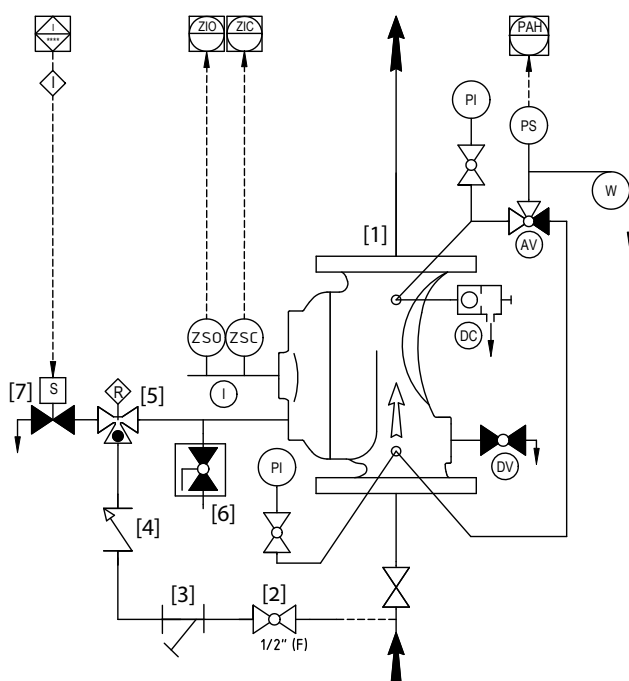 I
****
ZIO
ZIC
PAH
I
PI
PS
W
[1]
AV
ZSO
ZSC
DC
[7]
S
R
[5]
I
PI
DV
[6]
[4]
[3]
[2]
1/2" (F)